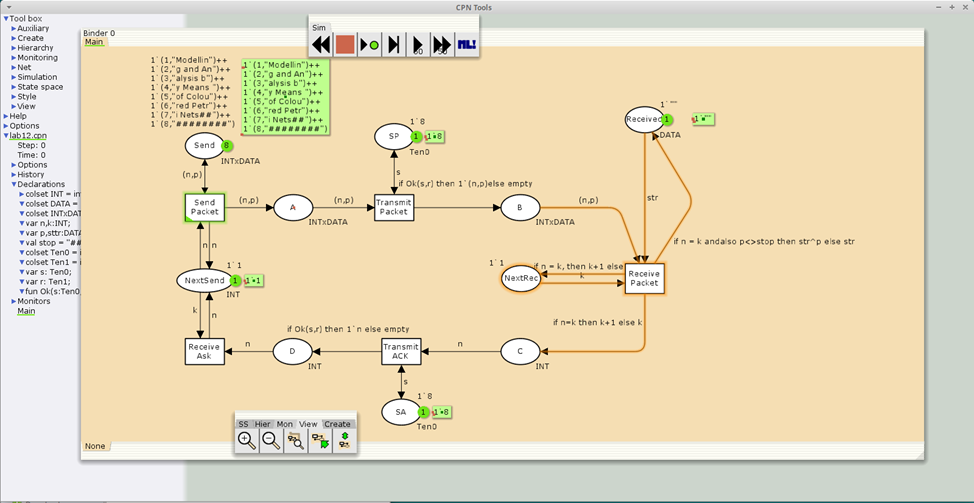 CPN Tools
Tool box
Auxiliary
Create
Hierarchy
Monitoring
Net
Simulation
State space
Style
View
Help
Options
lab12.cpn
Step: 0
Time: 0
Options
History
Declarations
colset INT = in
colset DATA =
colset INTxDA
var n,k:INT;
var p,sttr:DATA
val stop = "##
colset Ten0 = i
colset Ten1 = i
var s: Ten0;
var r: Ten1;
fun Ok(s:Ten0,
Monitors
Main
Binder 0
Main
Sim
ML!
1`(1,"Modellin")++
1`(2,"g and An")++
1`(3,"alysis b")++
1`(4,"y Means ")++
1`(5,"of Colou")++
1`(6,"red Petr")++
1`(7,"i Nets##")++
1`(8,"########")
1`(1,"Modellin")++
1`(2,"g and An")++
1`(3,"alysis b")++
1`(4,"y Means ")++
1`(5,"of Colou")++
1`(6,"red Petr")++
1`(7,"i Nets##")++
1`(8,"########")
Send
8
INTxDATA
(n,p)
Send
Packet
(n,p)
A
INTxDATA
(n,p)
1`8
SP
1
1`8
Ten0
s
if Ok(s,r) then 1`(n,p)else empty
Transmit
Packet
B
INTxDATA
(n,p)
1`""
Received
1
1`""
DATA
str
if n = k andalso p<>stop then str^p else str
n
n
1`1
NextSend
1
1`1
INT
k
n
1`1
NextRec
if n = k, then k+1 else
k
Receive
Packet
if n=k then k+1 else k
Receive
Ask
n
D
INT
if Ok(s,r) then 1`n else empty
Transmit
ACK
n
C
INT
s
1`8
SA
1
1`8
Ten0
SS
Hier
Mon
View
Create
None